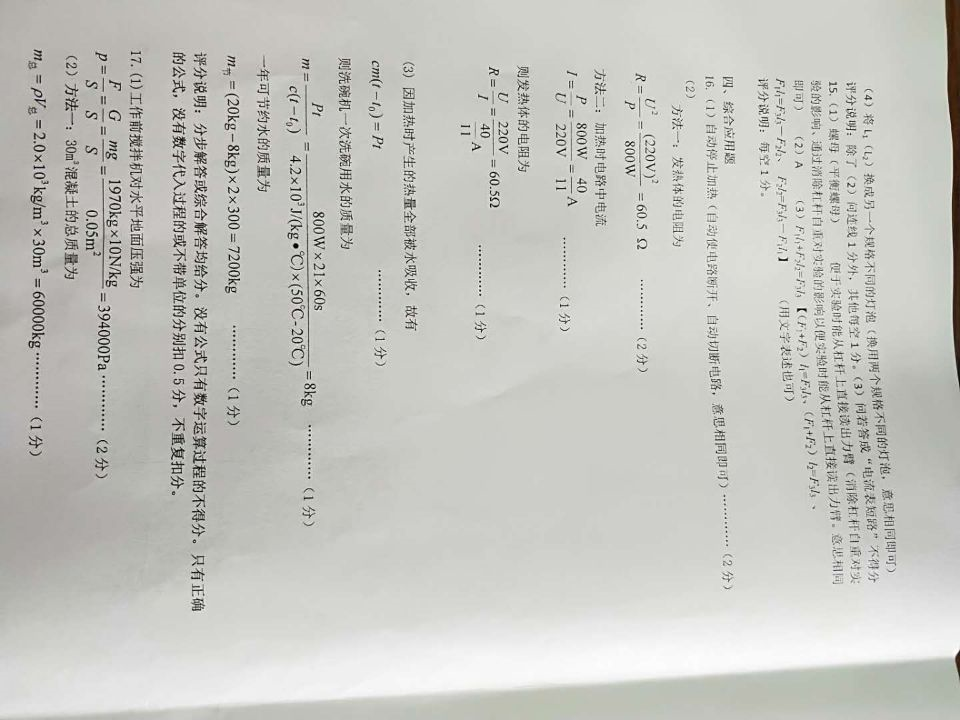 (4) 将 L₁(L₂)换成另一个规格不同的灯泡(换用两个规格不同的灯泡,意思相同即可)
评分说明:除了(2)问连线1分外,其他每空1分。(3)问若答成“电流表短路”不得分
15.(1)螺母(平衡螺母) 便于实验时能从杠杆上直接读出力臂(消除杠杆自重对实
验的影响、通过消除杠杆自重对实验的影响以便实验时能从杠杆上直接读出力臂。意思相同
即可)(2)A (3)F₁l₁+F₂l₂=F₃l₃【(F₁+F₂)l₁=F₃l₃、(F₁+F₂)l₂=F₃l₃、
F₁l₁=F₃l₃-F₂l₂、F₂l₂=F₃l₃-F₁l₁】 (用文字表述也可)
评分说明:每空1分。
四、综合应用题
16.(1)自动停止加热(自动使电路断开、自动切断电路,意思相同即可)…………(2分)
(2) 方法一:发热体的电阻为
R=U²/P=(220V)²/800W=60.5 Ω …………(2分)
方法二:加热时电路中电流
I=P/U=800W/220V=40/11 A …………(1分)
则发热体的电阻为
R=U/I=220V/(40/11 A)=60.5Ω …………(1分)
(3) 因加热时产生的热量全部被水吸收,故有
cm(t-t₀)=Pt …………(1分)
则洗碗机一次洗碗用水的质量为
m=Pt/c(t-t₀)=800W×21×60s/4.2×10³J/(kg•℃)×(50℃-20℃)=8kg …………(1分)
一年可节约水的质量为
m节=(20kg-8kg)×2×300=7200kg …………(1分)
评分说明:分步解答或综合解答均给分。没有公式只有数字运算过程的不得分。只有正确
的公式,没有数字代入过程的或不带单位的分别扣0.5分,不重复扣分。
17.(1)工作前搅拌机对水平地面压强为
p=F/S=G/S=mg/S=1970kg×10N/kg/0.05m²=394000Pa…………(2分)
(2)方法一:30m³混凝土的总质量为
m总=ρV总=2.0×10³kg/m³×30m³=60000kg…………(1分)